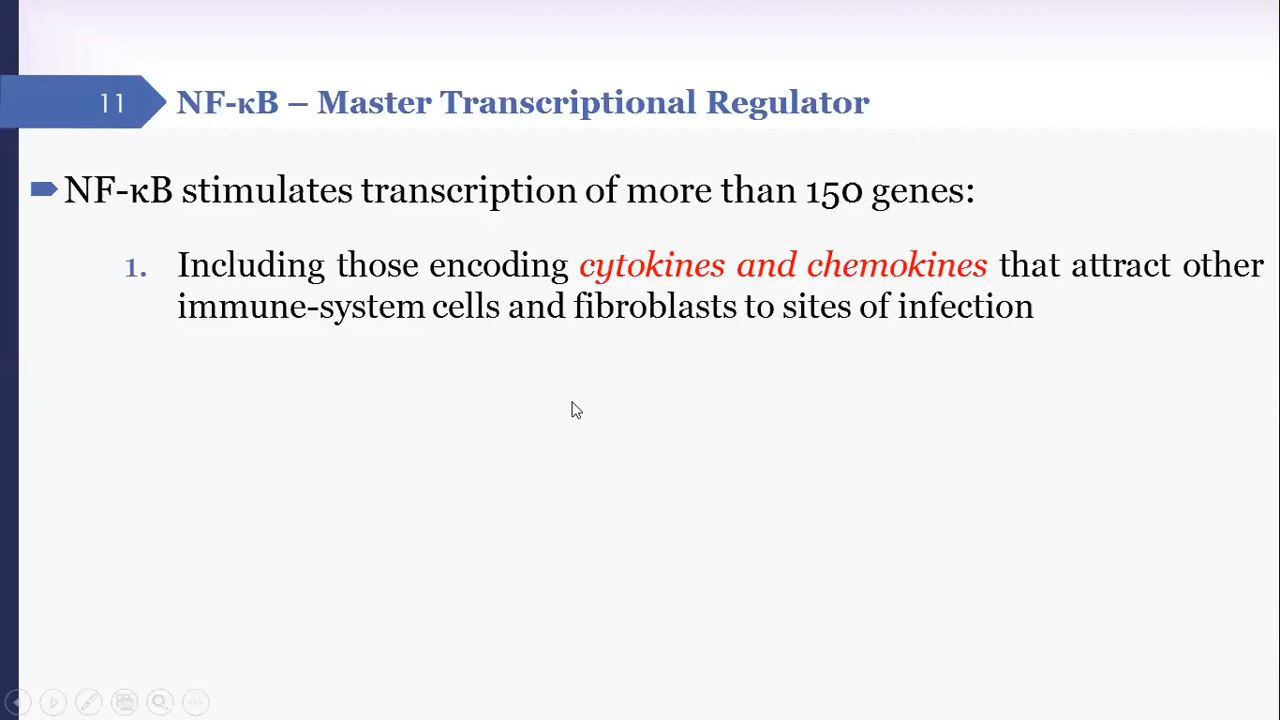 11
NF-κB – Master Transcriptional Regulator
NF-κB stimulates transcription of more than 150 genes:
1. Including those encoding cytokines and chemokines that attract other
immune-system cells and fibroblasts to sites of infection